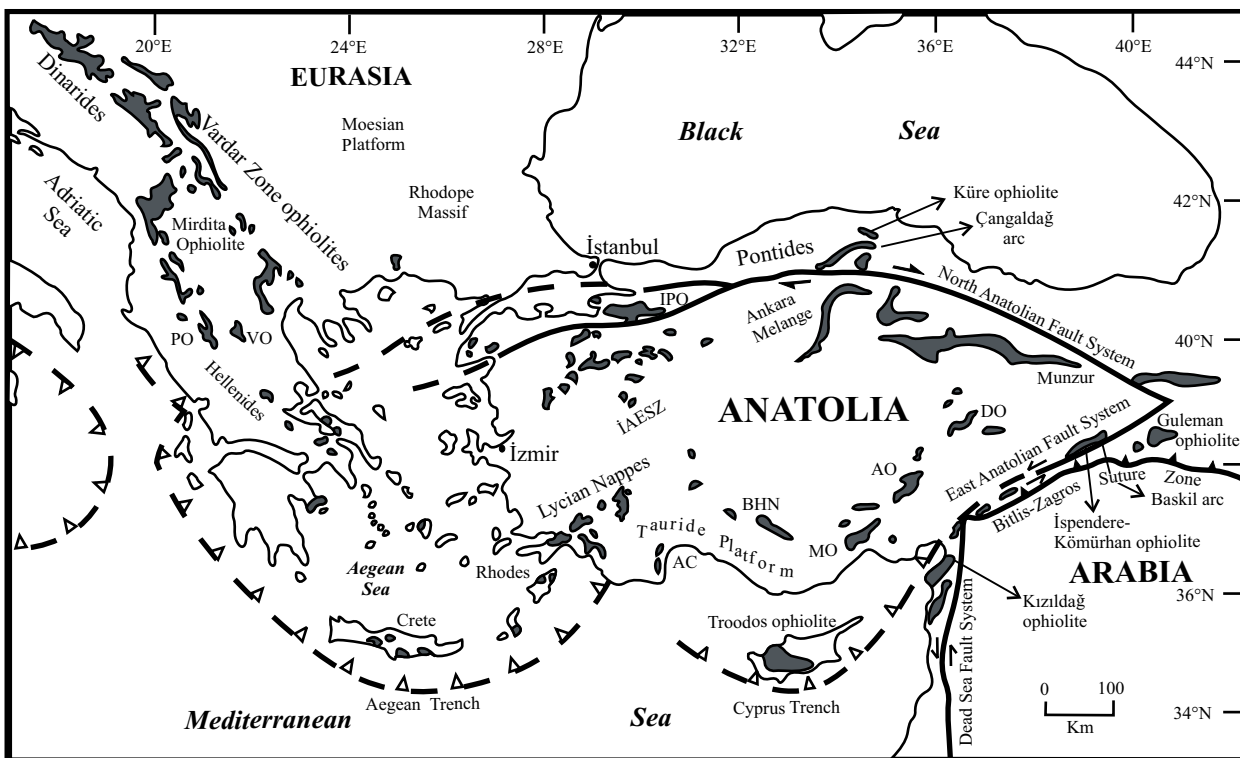 20°E
24°E
28°E
32°E
36°E
40°E
44°N
EURASIA
Dinarides
Moesian
Platform
Black
Sea
Vardar Zone ophiolites
Adriatic
Sea
Rhodope
Massif
Küre ophiolite
42°N
Çangaldağ
arc
Mirdita
Ophiolite
İstanbul
Pontides
North Anatolian Fault System
IPO
Ankara
Melange
PO
VO
40°N
Hellenides
Munzur
ANATOLIA
İAESZ
DO
Guleman
ophiolite
East Anatolian Fault System
İzmir
AO
Bitlis-Zagros
Suture
Zone
Baskil arc
Lycian Nappes
BHN
Tauride
Platform
MO
İspendere-
Kömürhan ophiolite
AC
Aegean
Sea
Rhodes
ARABIA
36°N
Kızıldağ
ophiolite
Crete
Troodos ophiolite
Dead Sea Fault System
0 100
Km
Aegean Trench
Cyprus Trench
34°N
Mediterranean
Sea